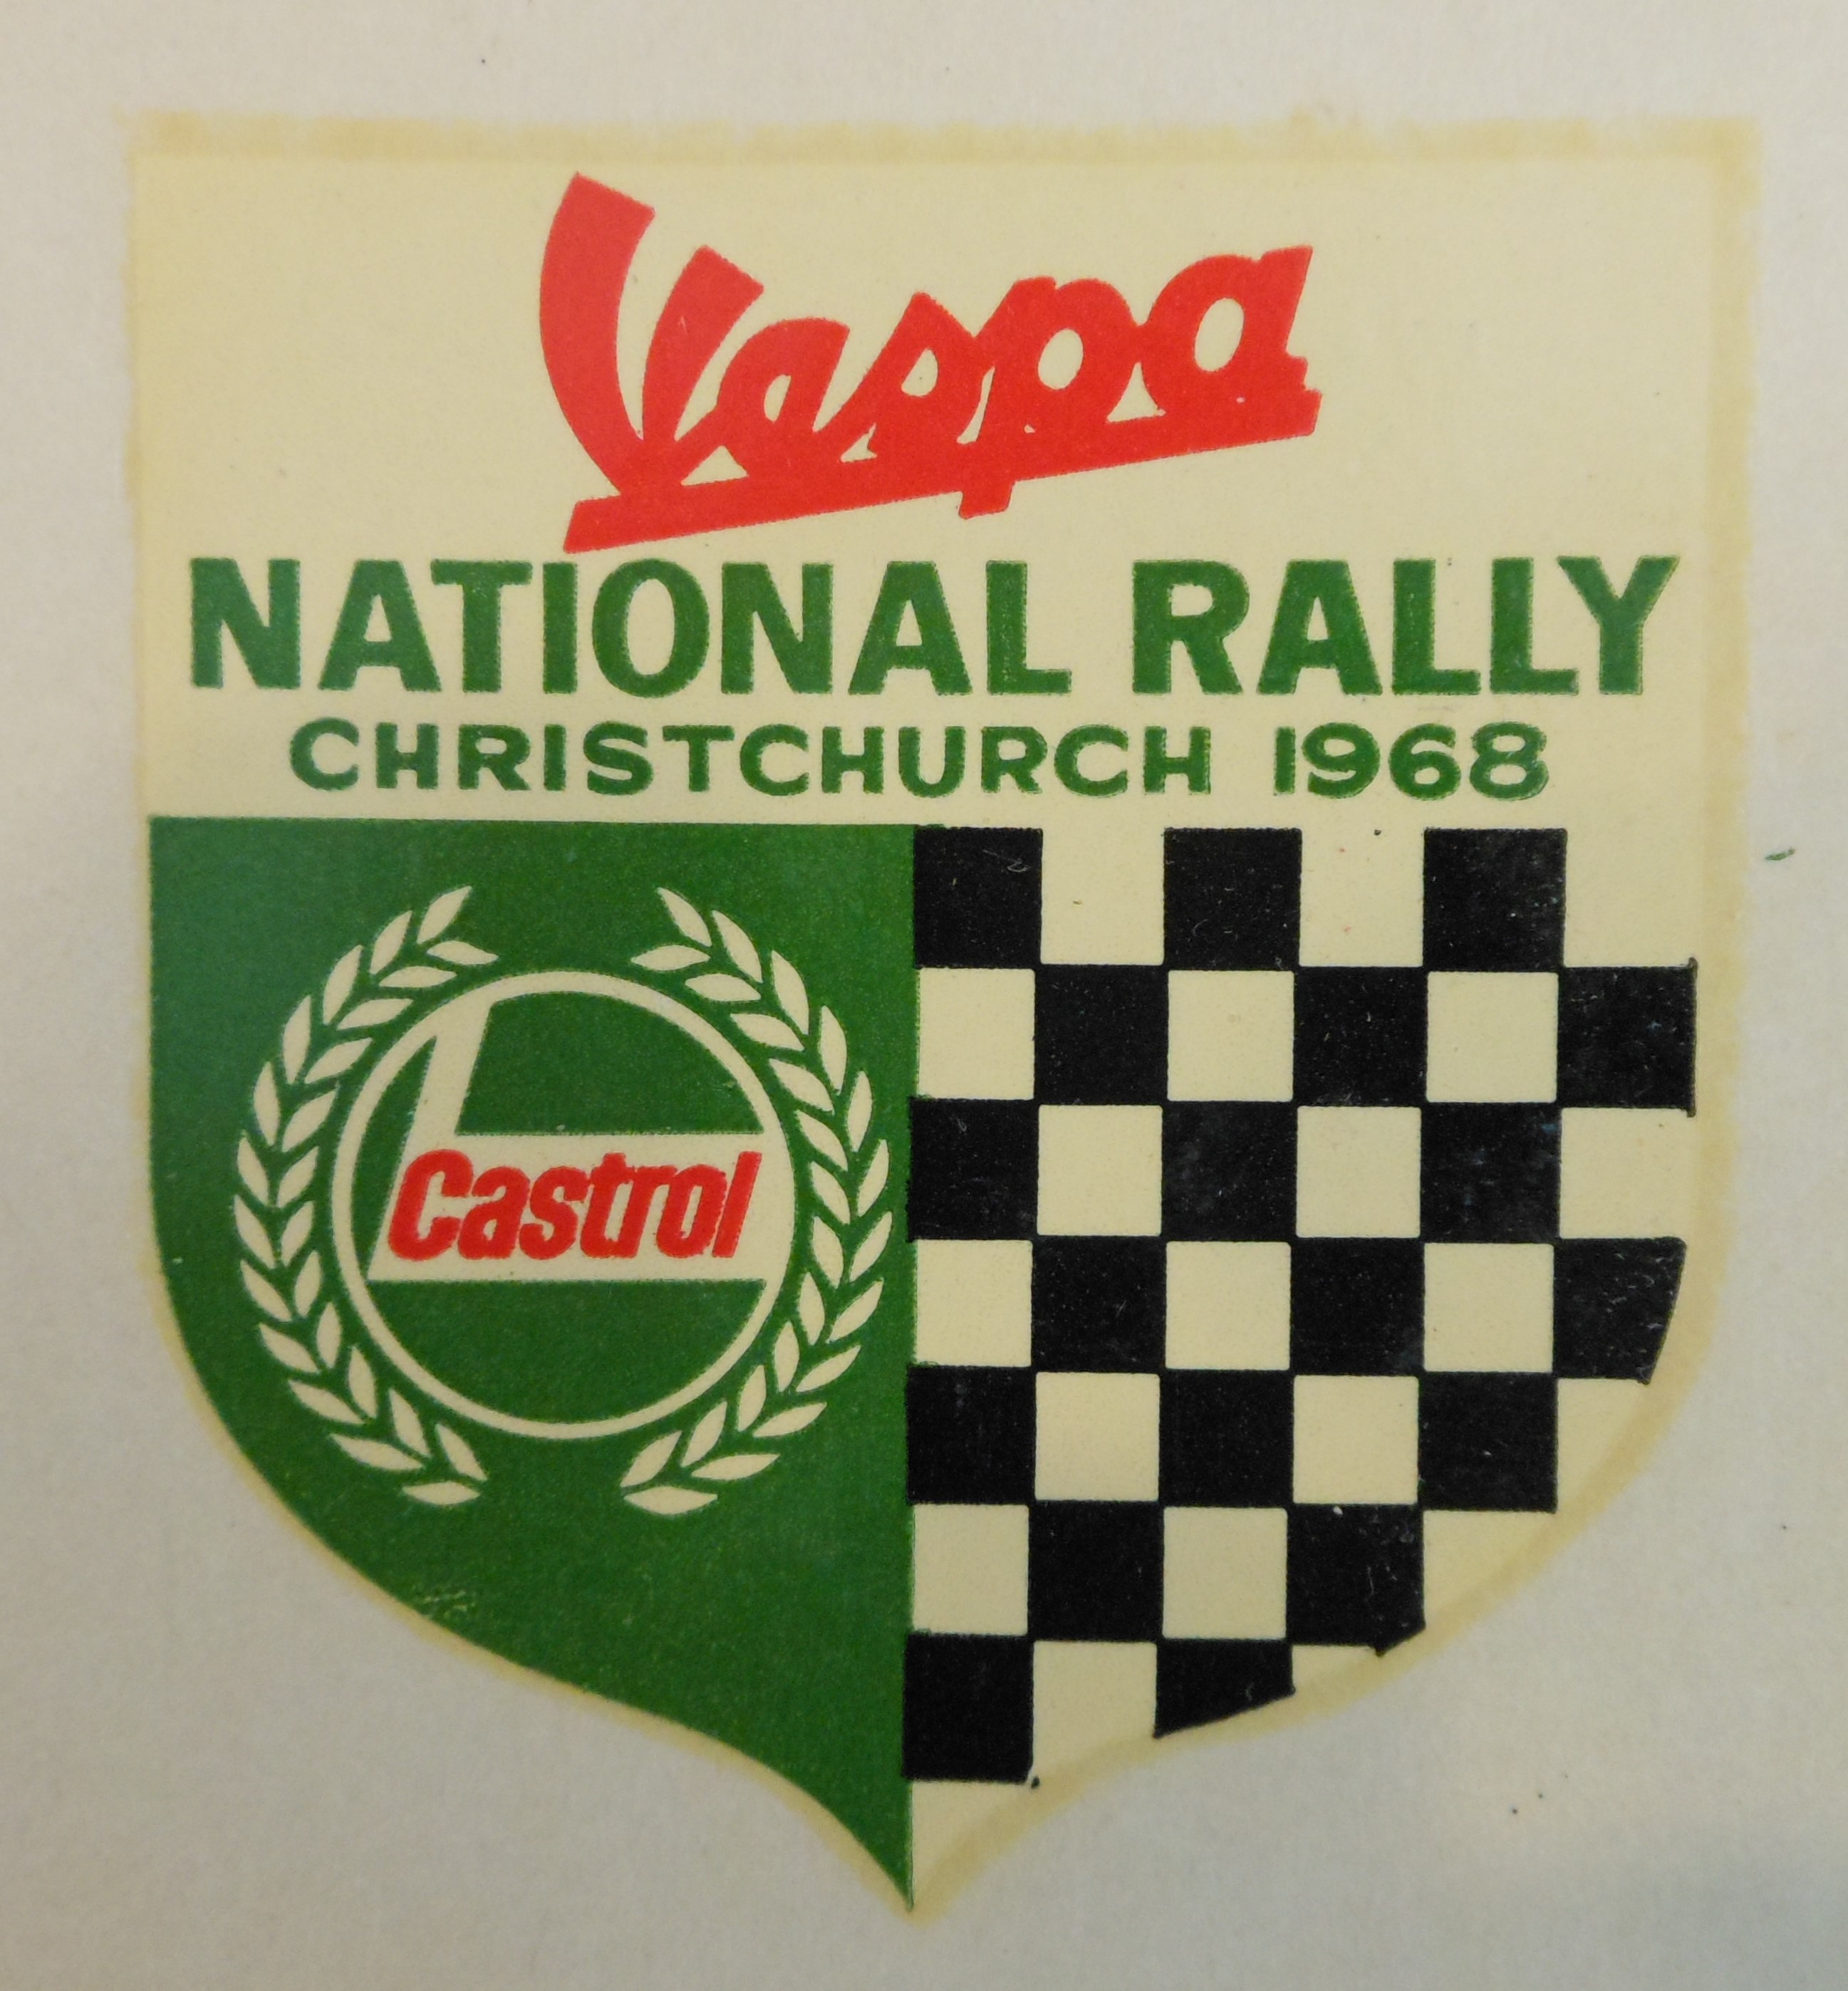 Vespa
NATIONAL RALLY
CHRISTCHURCH 1968
Castrol